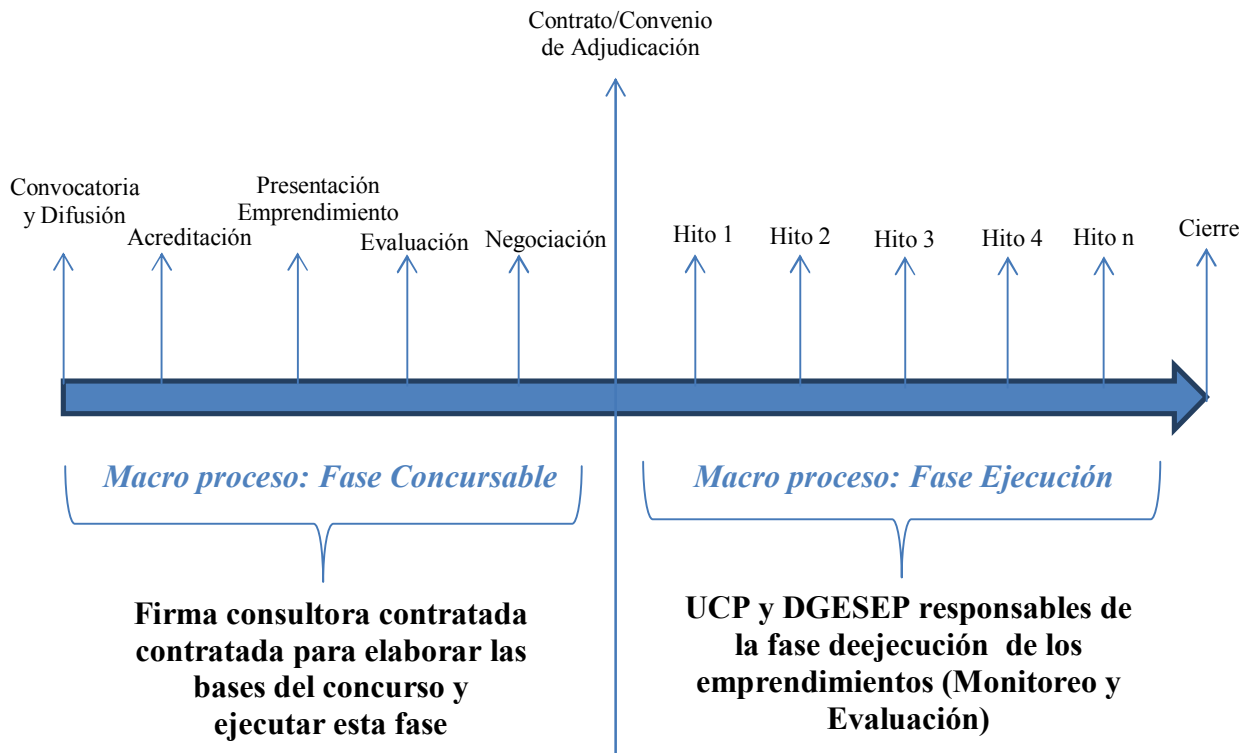 Contrato/Convenio
de Adjudicación
Convocatoria
y Difusión
Acreditación
Presentación
Emprendimiento
Evaluación
Negociación
Hito 1
Hito 2
Hito 3
Hito 4
Hito n
Cierre
Macro proceso: Fase Concursable
Macro proceso: Fase Ejecución
Firma consultora contratada
contratada para elaborar las
bases del concurso y
ejecutar esta fase
UCP y DGESEP responsables de
la fase deejecución de los
emprendimientos (Monitoreo y
Evaluación)